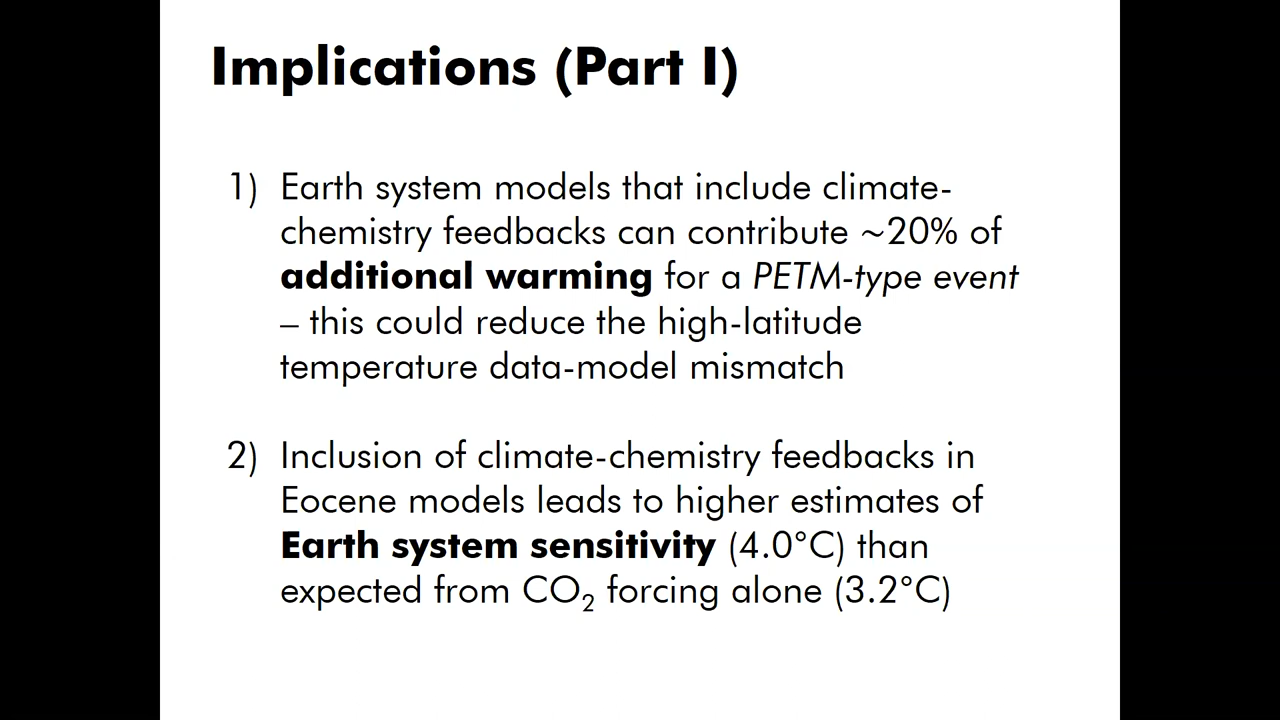 Implications (Part I)
1) Earth system models that include climate-
chemistry feedbacks can contribute ~20% of
additional warming for a PETM-type event
– this could reduce the high-latitude
temperature data-model mismatch
2) Inclusion of climate-chemistry feedbacks in
Eocene models leads to higher estimates of
Earth system sensitivity (4.0°C) than
expected from CO₂ forcing alone (3.2°C)